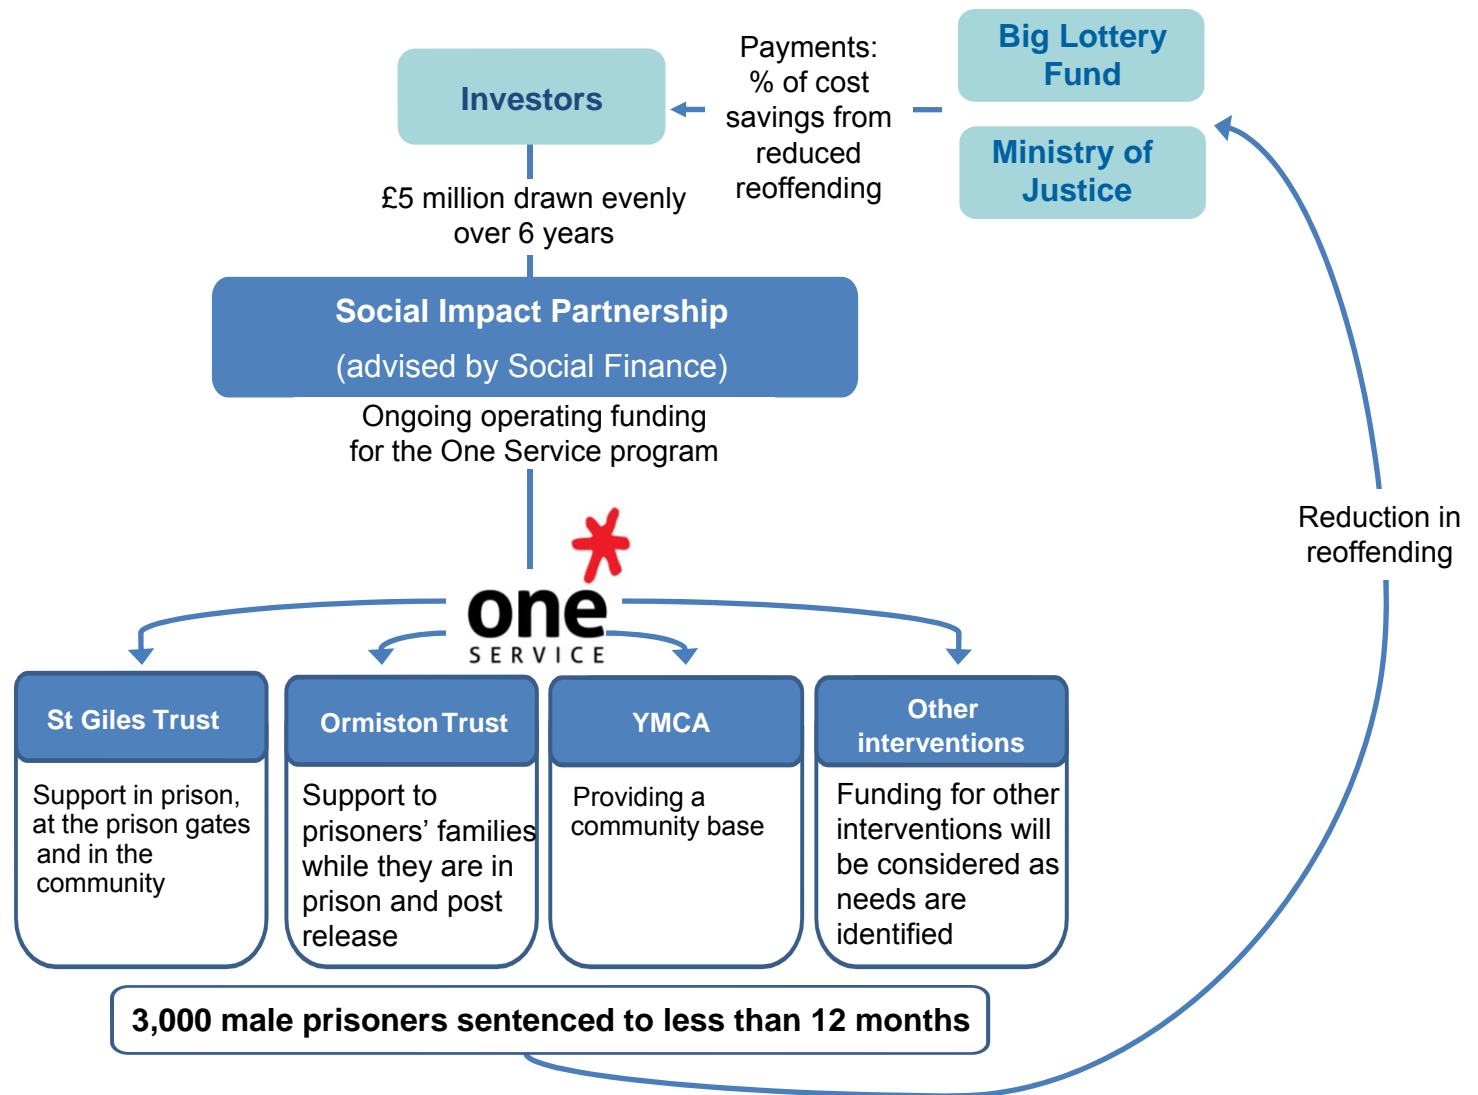 Investors
Payments:
% of cost
savings from
reduced
reoffending
Big Lottery
Fund
Ministry of
Justice
£5 million drawn evenly
over 6 years
Social Impact Partnership
(advised by Social Finance)
Ongoing operating funding
for the One Service program
Reduction in
reoffending
one
SERVICE
St Giles Trust
Support in prison,
at the prison gates
and in the
community
Ormiston Trust
Support to
prisoners’ families
while they are in
prison and post
release
YMCA
Providing a
community base
Other
interventions
Funding for other
interventions will
be considered as
needs are
identified
3,000 male prisoners sentenced to less than 12 months